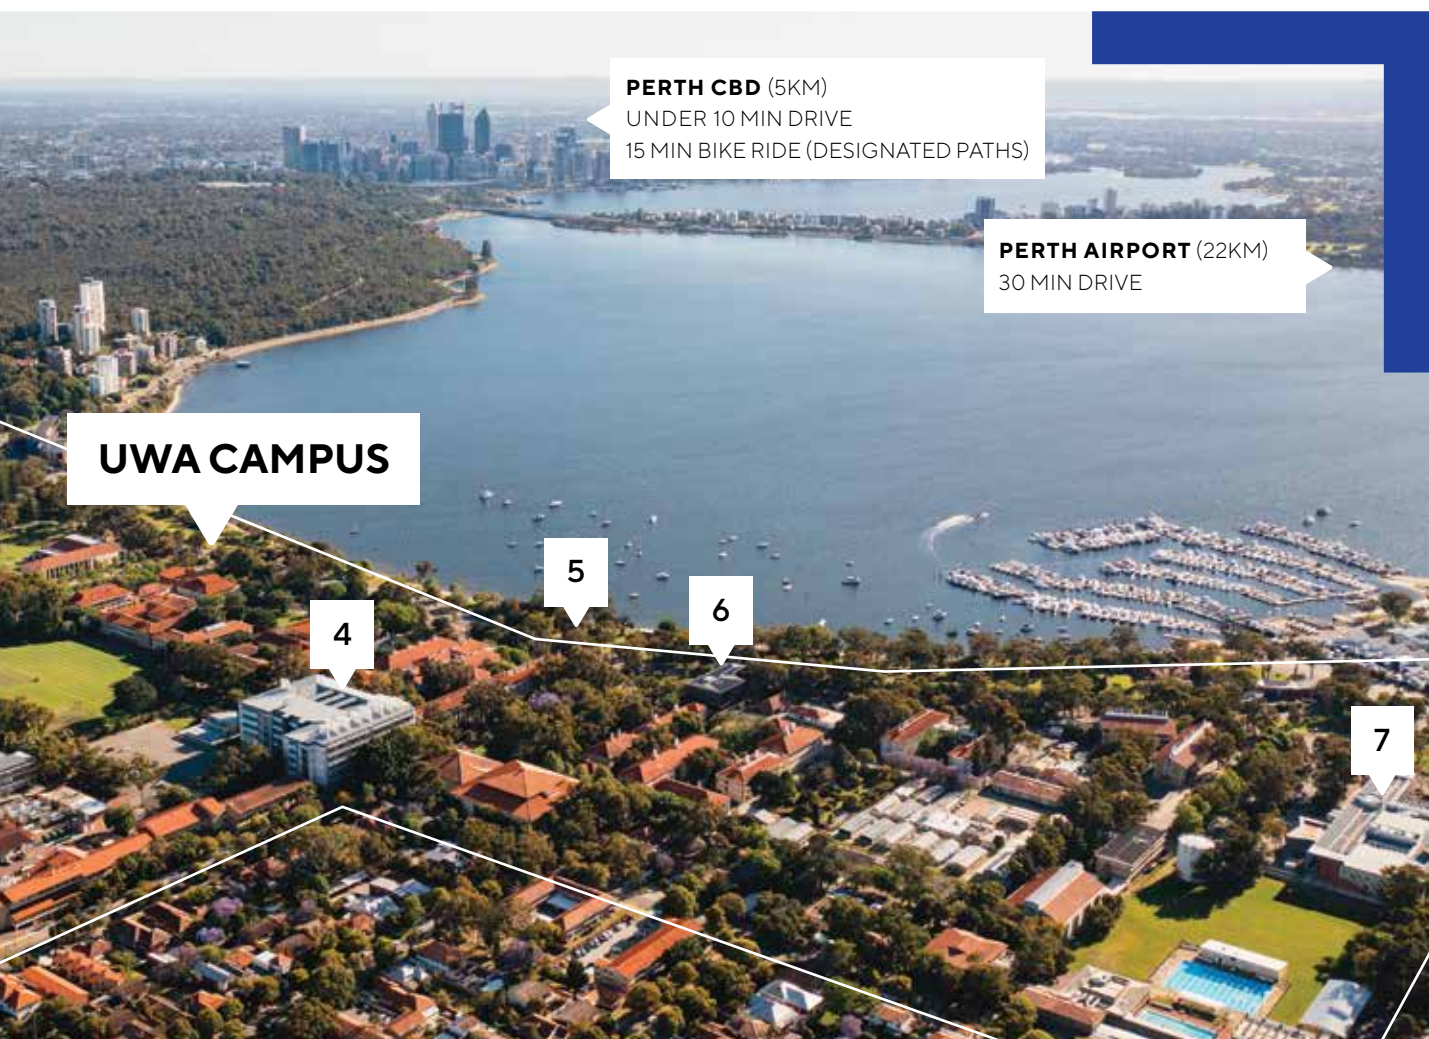 PERTH CBD (5KM)
UNDER 10 MIN DRIVE
15 MIN BIKE RIDE (DESIGNATED PATHS)
PERTH AIRPORT (22KM)
30 MIN DRIVE
UWA CAMPUS
5
6
4
7